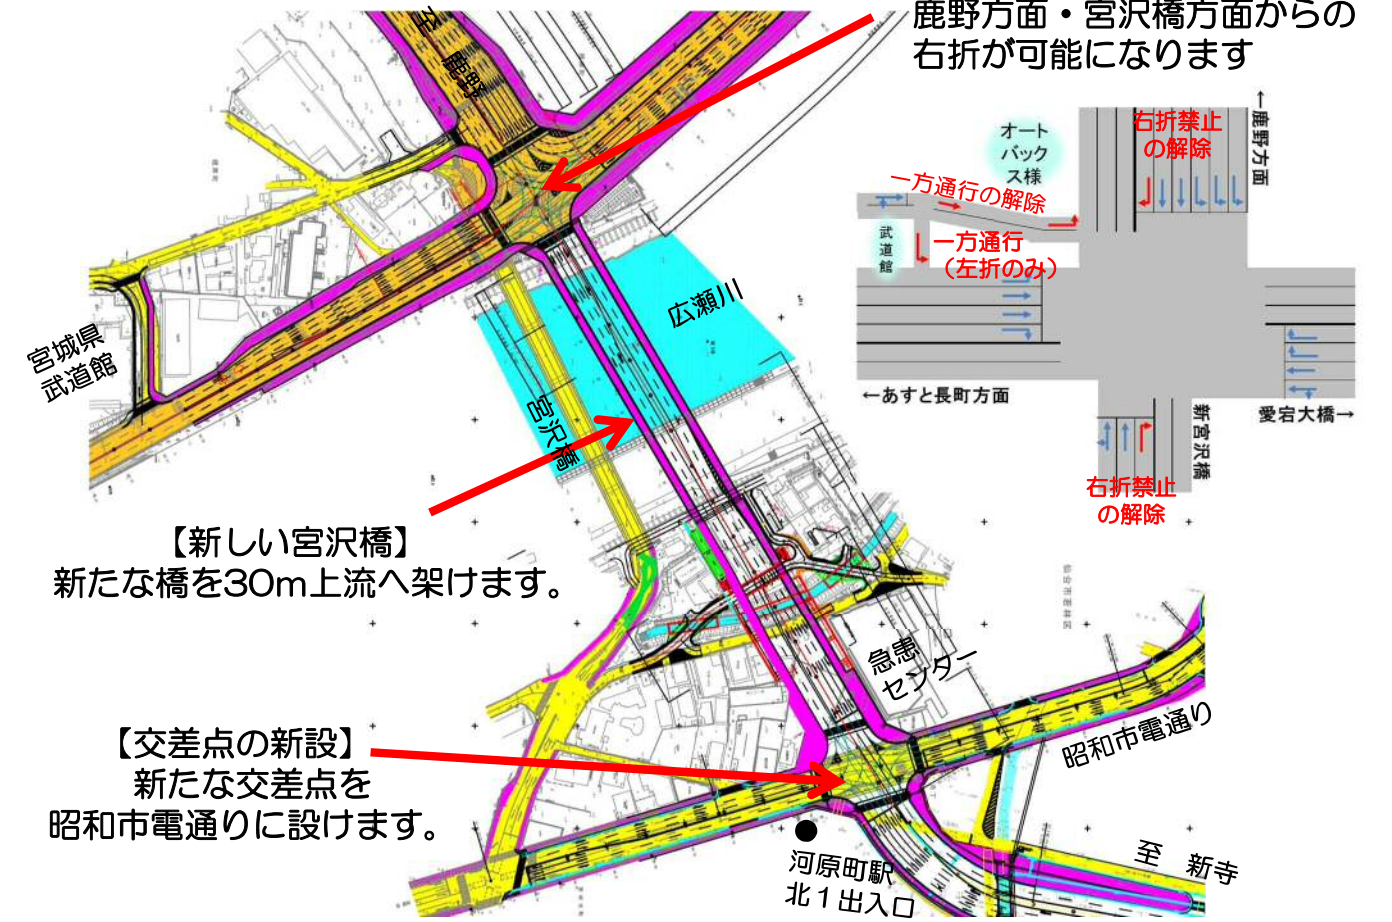 鹿野方面・宮沢橋方面からの
右折が可能になります
至 鹿野
オート
バック
ス様
右折禁止
の解除
←鹿野方面
一方通行の解除
武道館
一方通行
（左折のみ）
広瀬川
宮城県
武道館
宮沢橋
←あすと長町方面
愛宕大橋→
新宮沢橋
右折禁止
の解除
【新しい宮沢橋】
新たな橋を30m上流へ架けます。
急患
センター
【交差点の新設】
新たな交差点を
昭和市電通りに設けます。
昭和市電通り
河原町駅
北１出入口
至 新寺